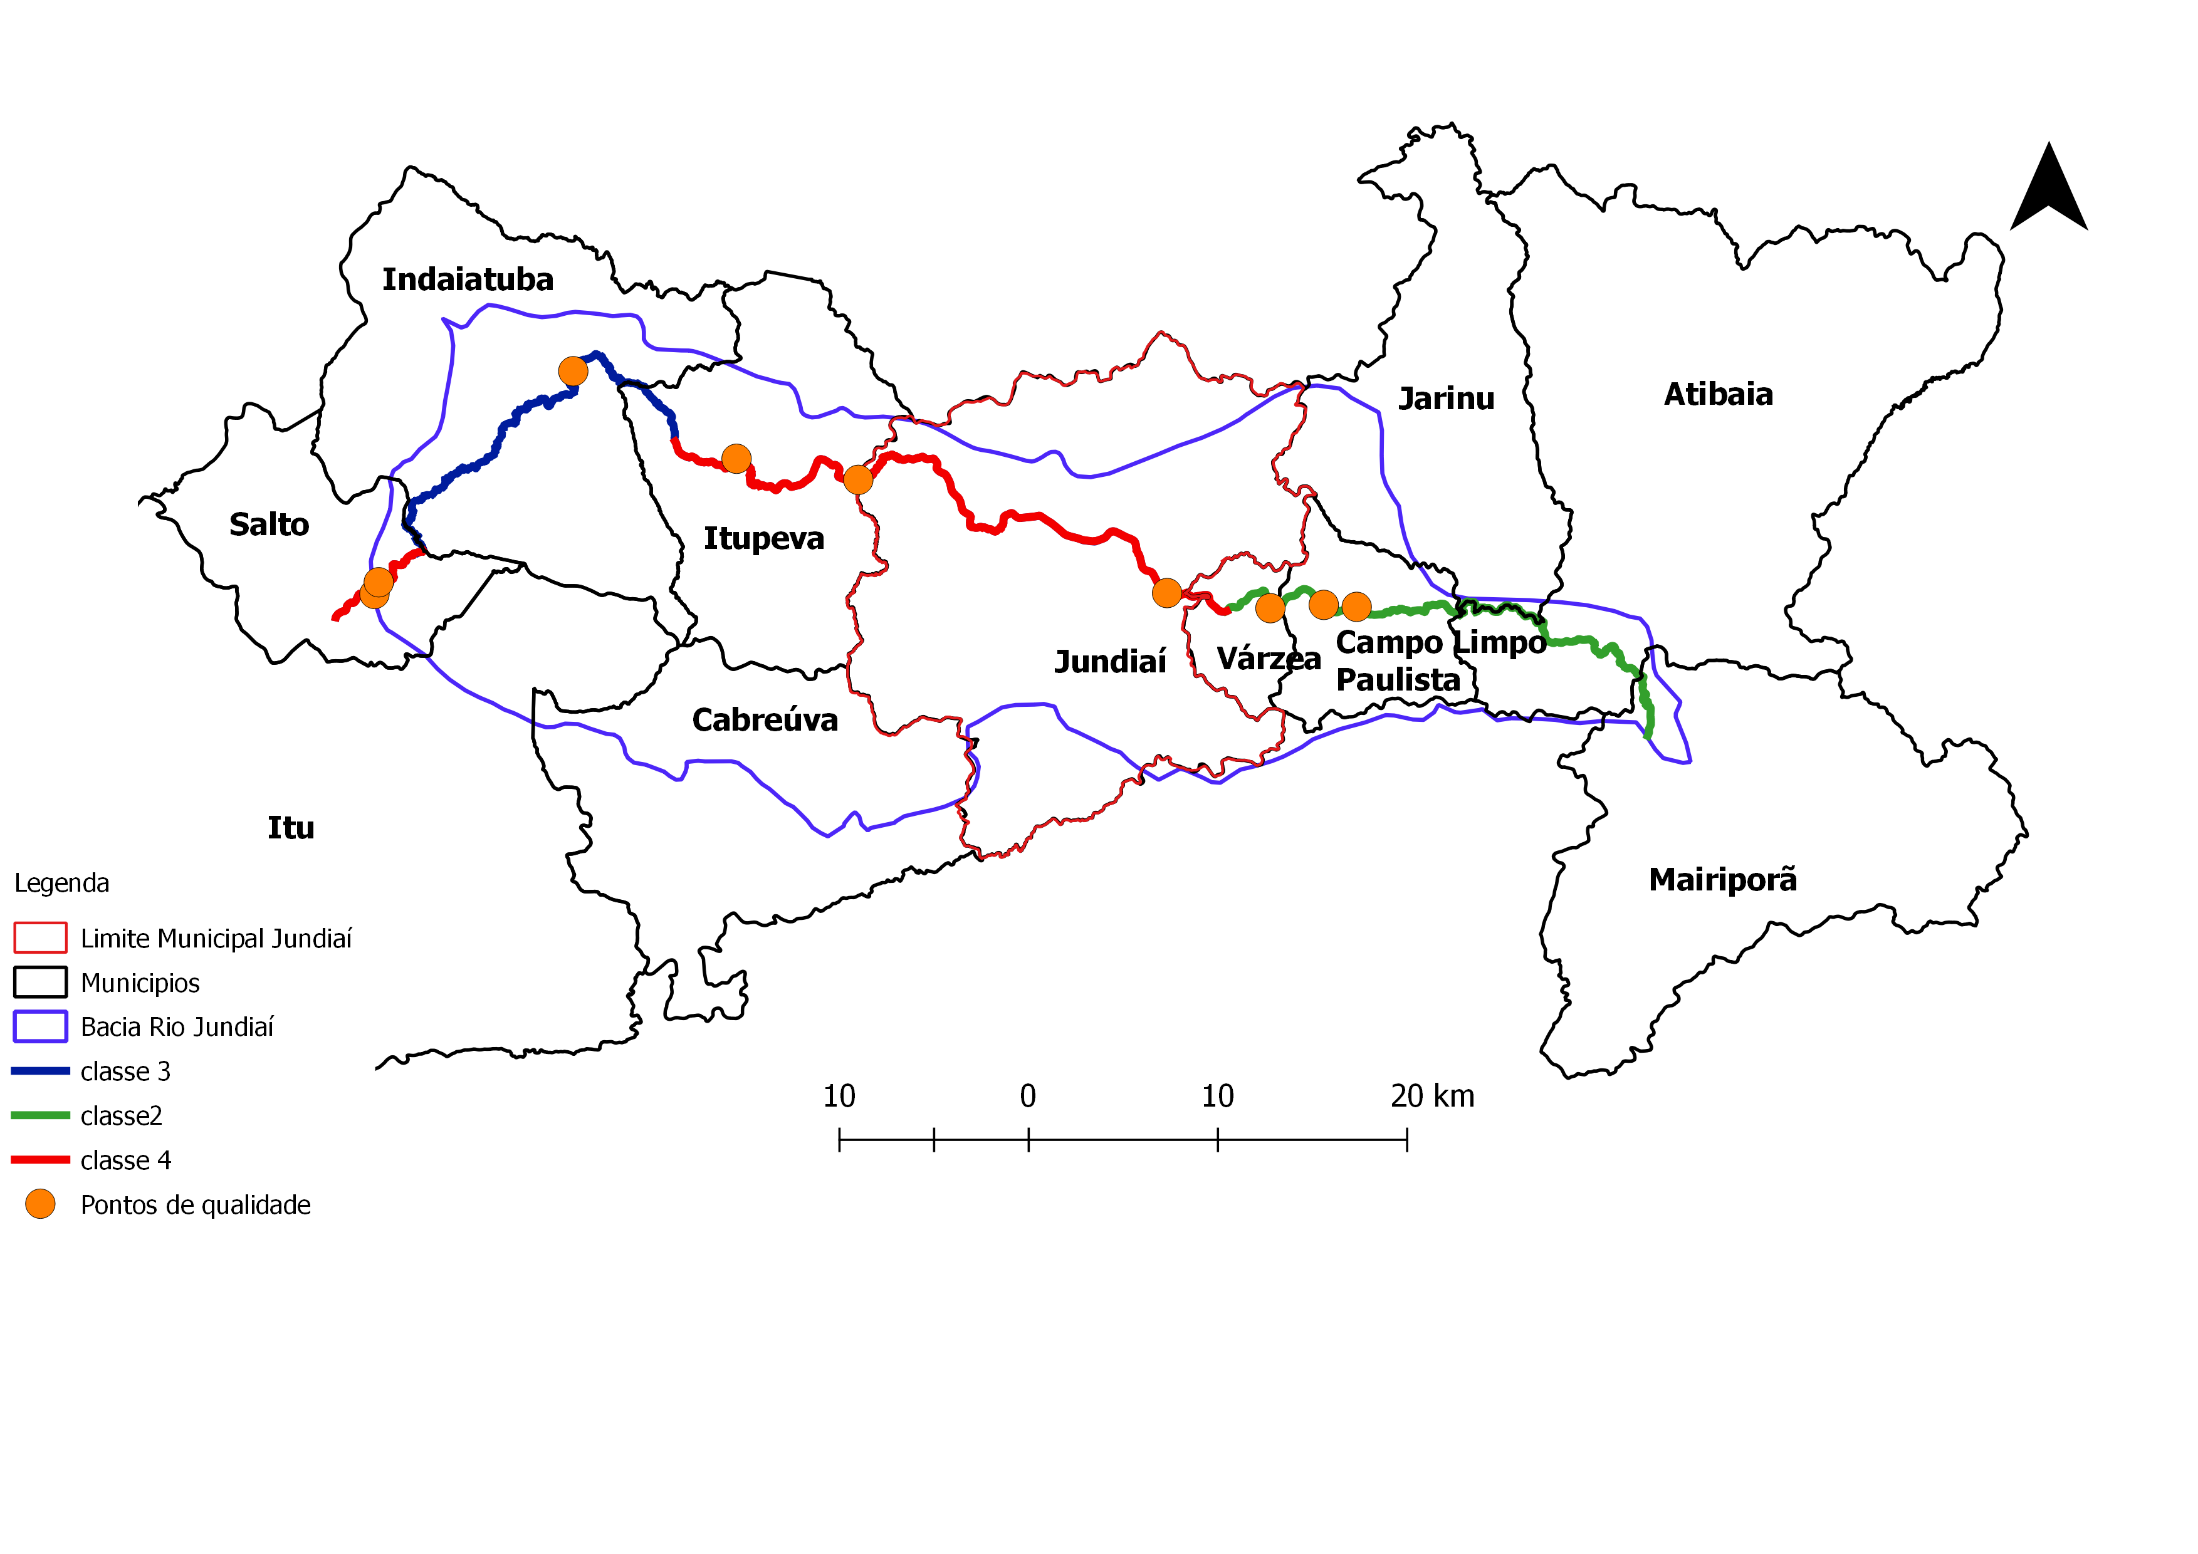 Indaiatuba
Jarinu
Atibaia
Salto
Itupeva
Campo Limpo
Paulista
Várzea
Jundiaí
Cabreúva
Itu
Mairiporã
Legenda
Limite Municipal Jundiaí
Municipios
Bacia Rio Jundiaí
classe 3
classe2
classe 4
Pontos de qualidade
10 0 10 20 km